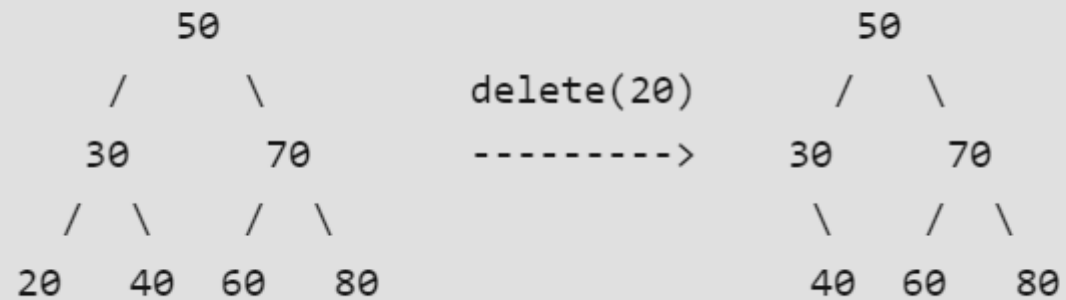 50                                   50
           /     \         delete(20)            /   \
          30      70       --------->          30     70
         /  \    /  \                            \   /  \
        20   40 60   80                          40 60   80